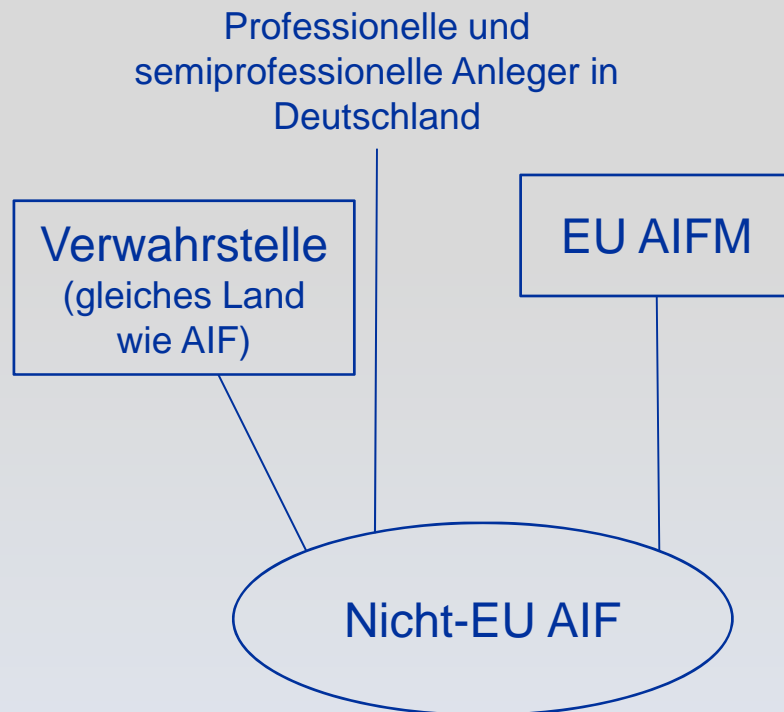 Professionelle und
semiprofessionelle Anleger in
Deutschland
Verwahrstelle
(gleiches Land
wie AIF)
EU AIFM
Nicht-EU AIF